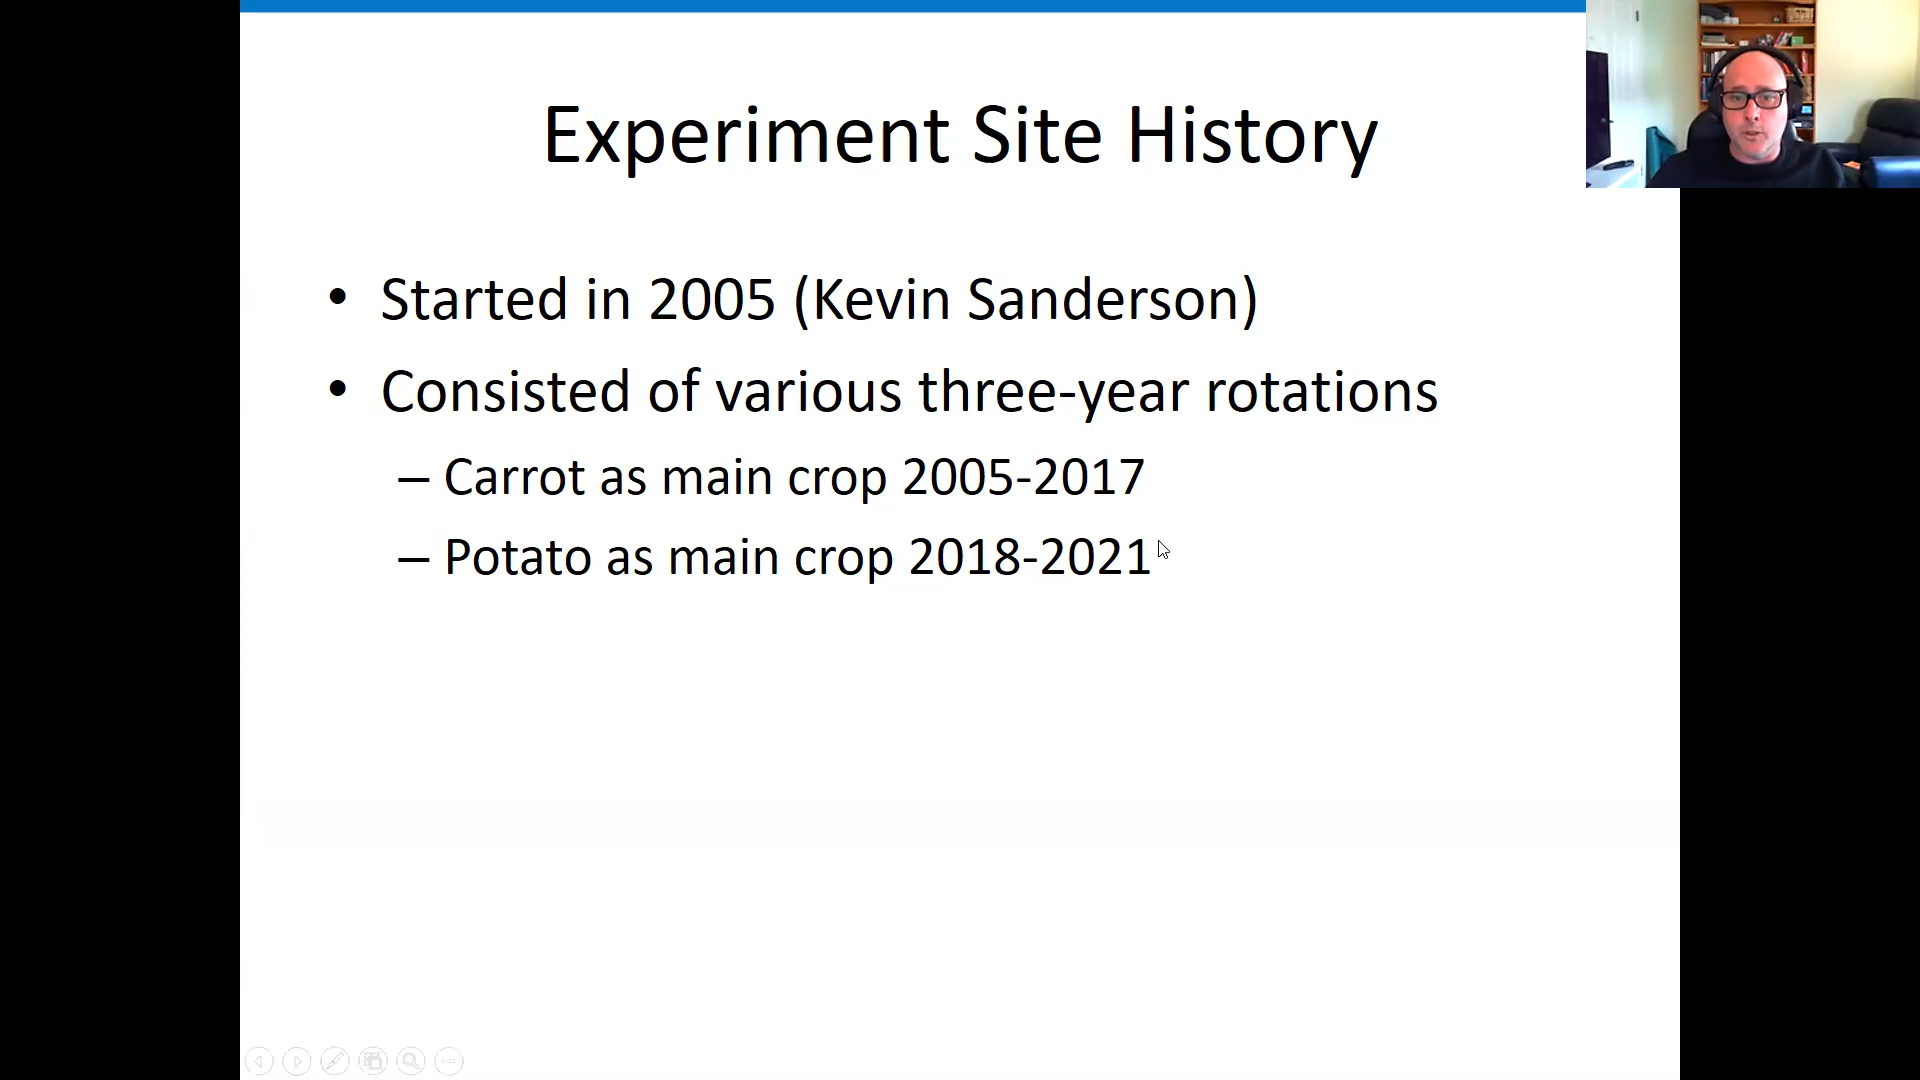 Experiment Site History
• Started in 2005 (Kevin Sanderson)
• Consisted of various three-year rotations
– Carrot as main crop 2005-2017
– Potato as main crop 2018-2021